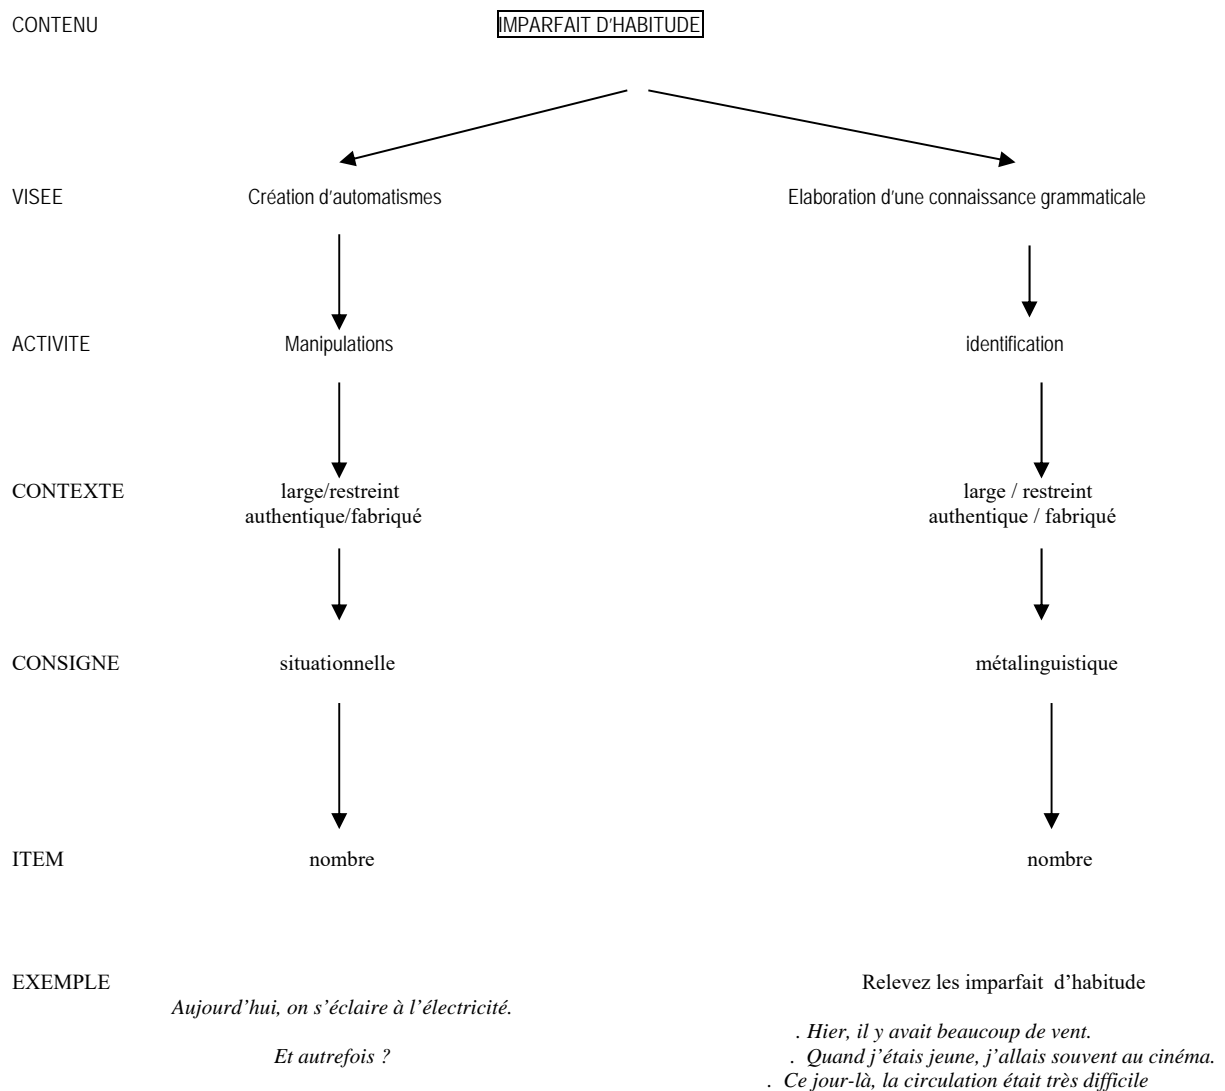 CONTENU IMPARFAIT D'HABITUDE
VISEE Création d'automatismes Elaboration d'une connaissance grammaticale
ACTIVITE Manipulations identification
CONTEXTE large/restreint large / restreint
authentique/fabriqué authentique / fabriqué
CONSIGNE situationnelle métalinguistique
ITEM nombre nombre
EXEMPLE Relevez les imparfait d’habitude
Aujourd’hui, on s’éclaire à l’électricité.
. Hier, il y avait beaucoup de vent.
Et autrefois ? . Quand j’étais jeune, j’allais souvent au cinéma.
. Ce jour-là, la circulation était très difficile